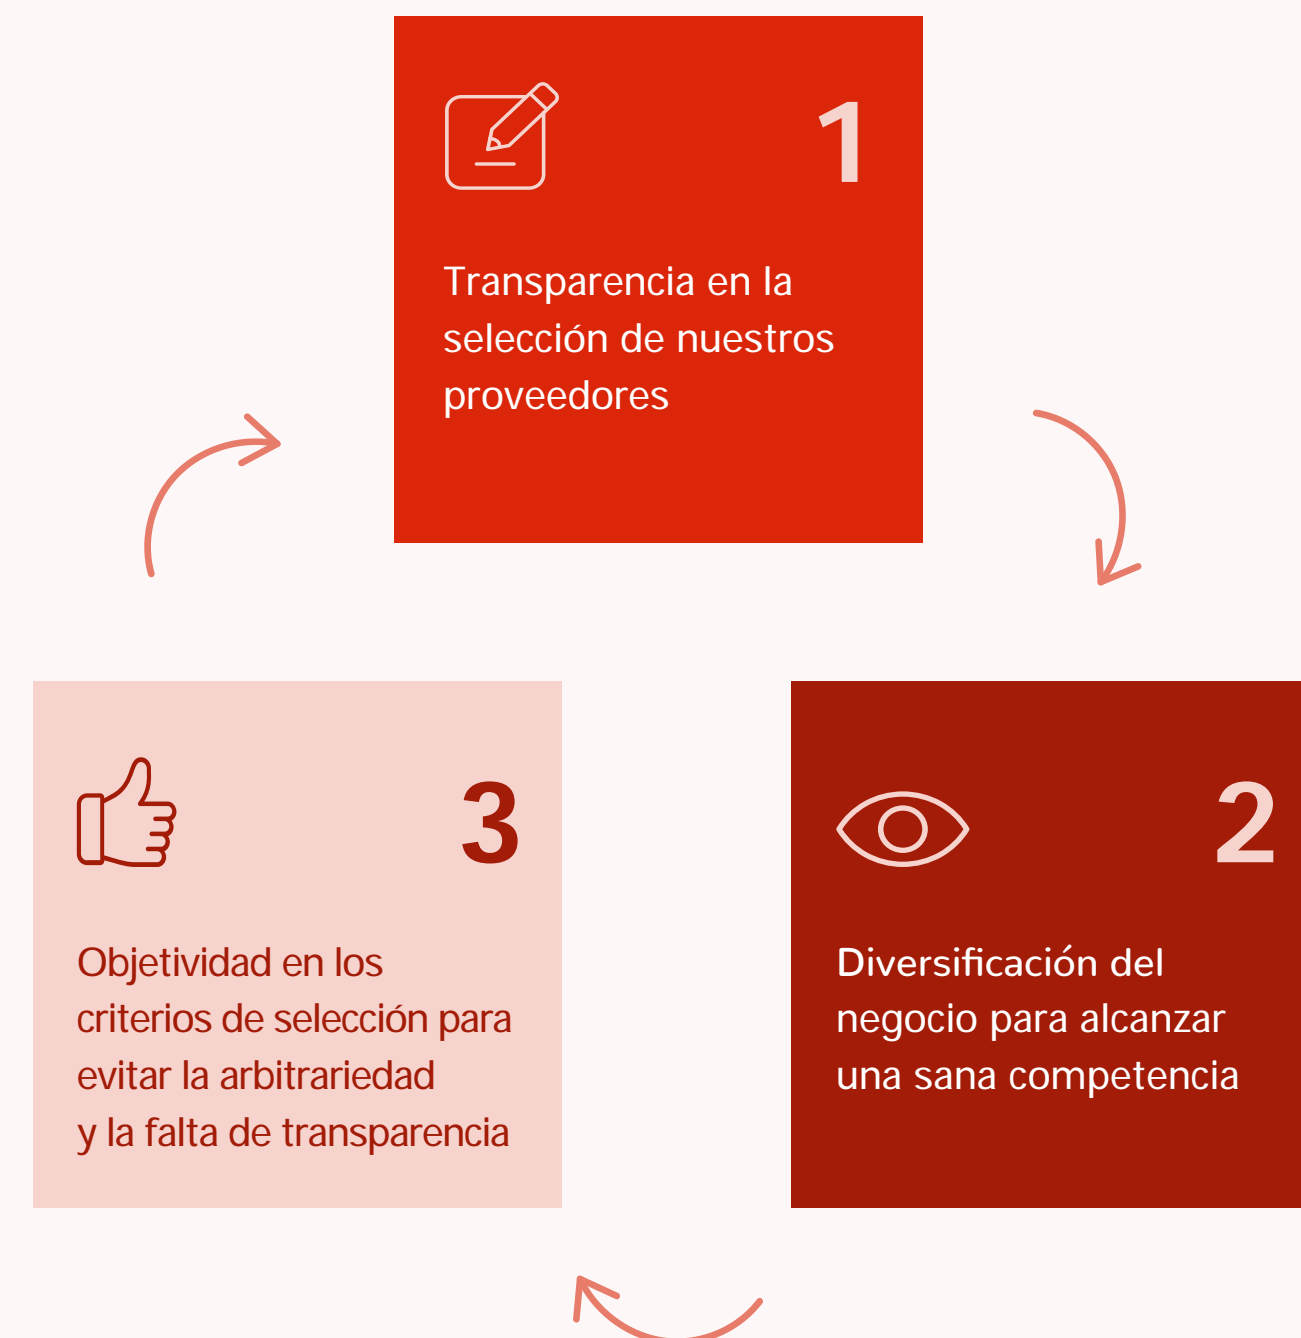 1
Transparencia en la
selección de nuestros
proveedores
2
Diversificación del
negocio para alcanzar
una sana competencia
3
Objetividad en los
criterios de selección para
evitar la arbitrariedad
y la falta de transparencia